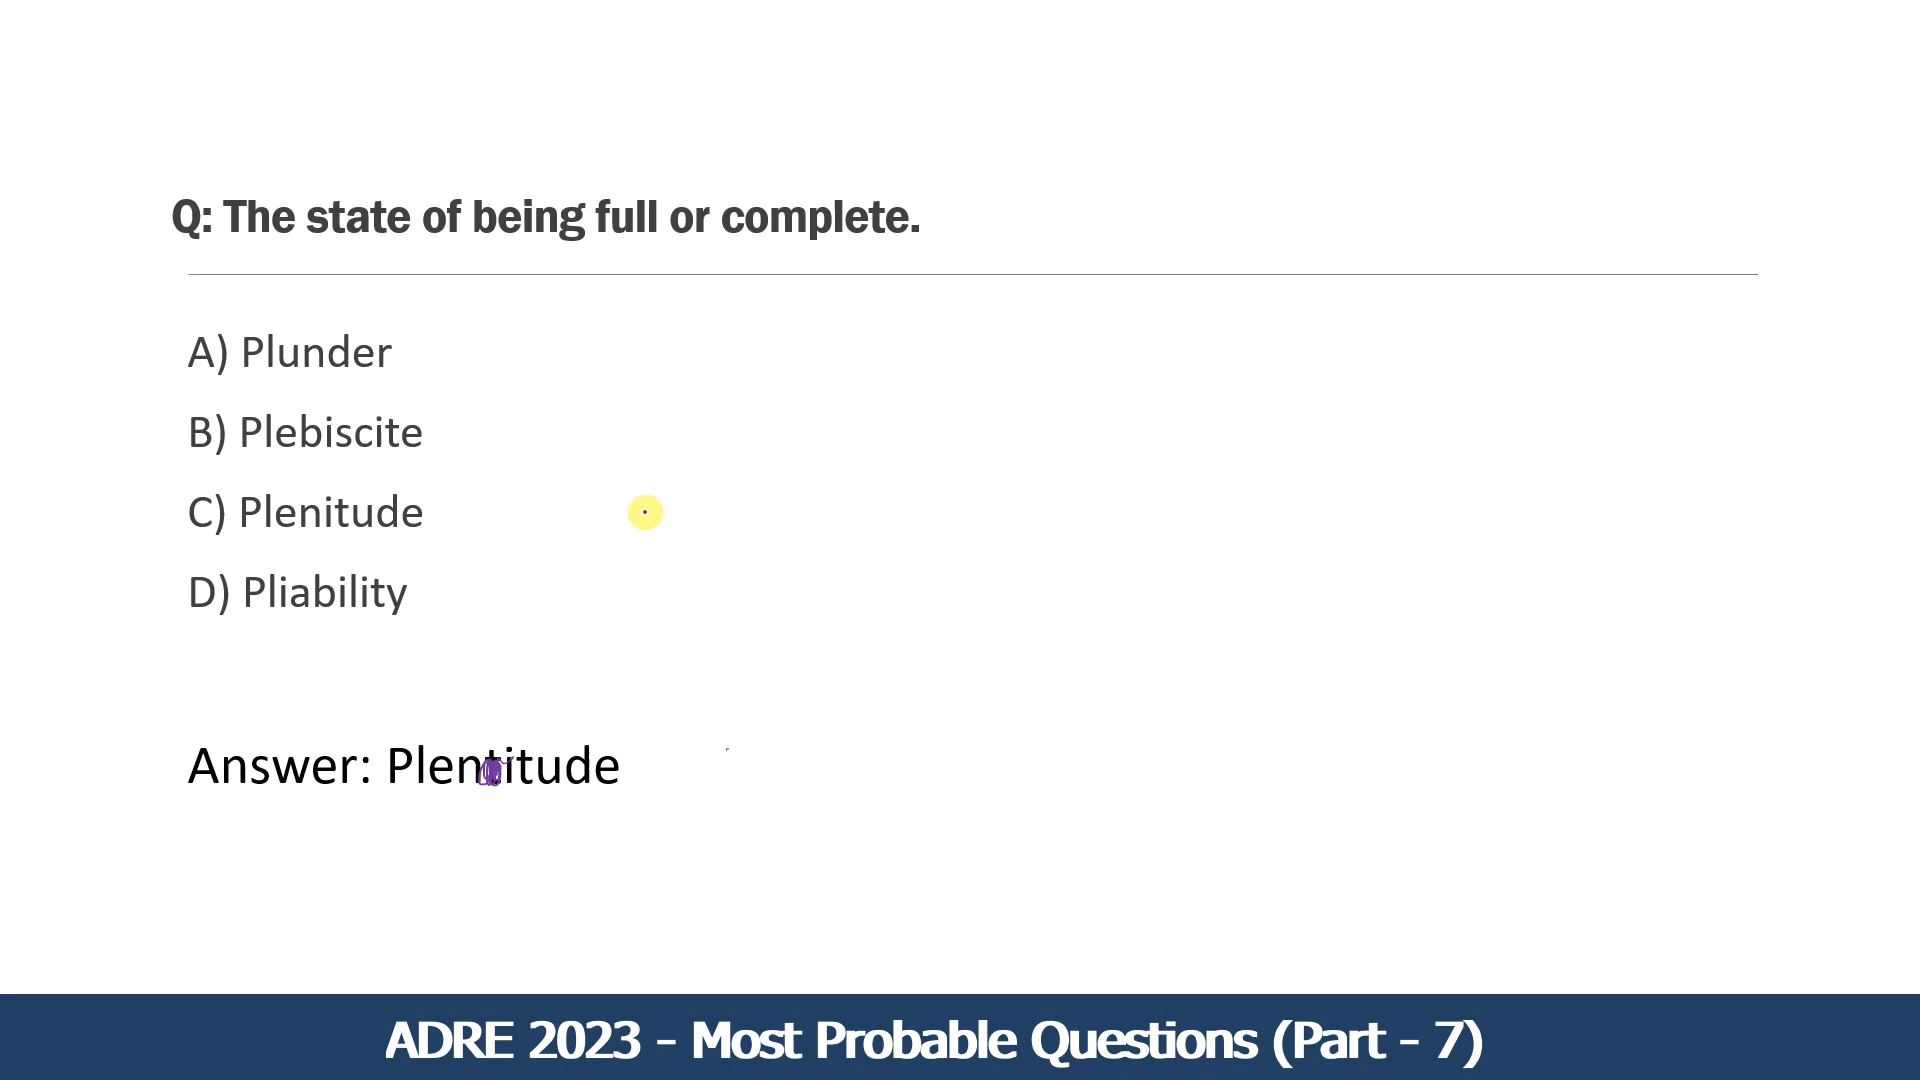 Q: The state of being full or complete.
A) Plunder
B) Plebiscite
C) Plenitude
D) Pliability
Answer: Plentitude
ADRE 2023 – Most Probable Questions (Part – 7)